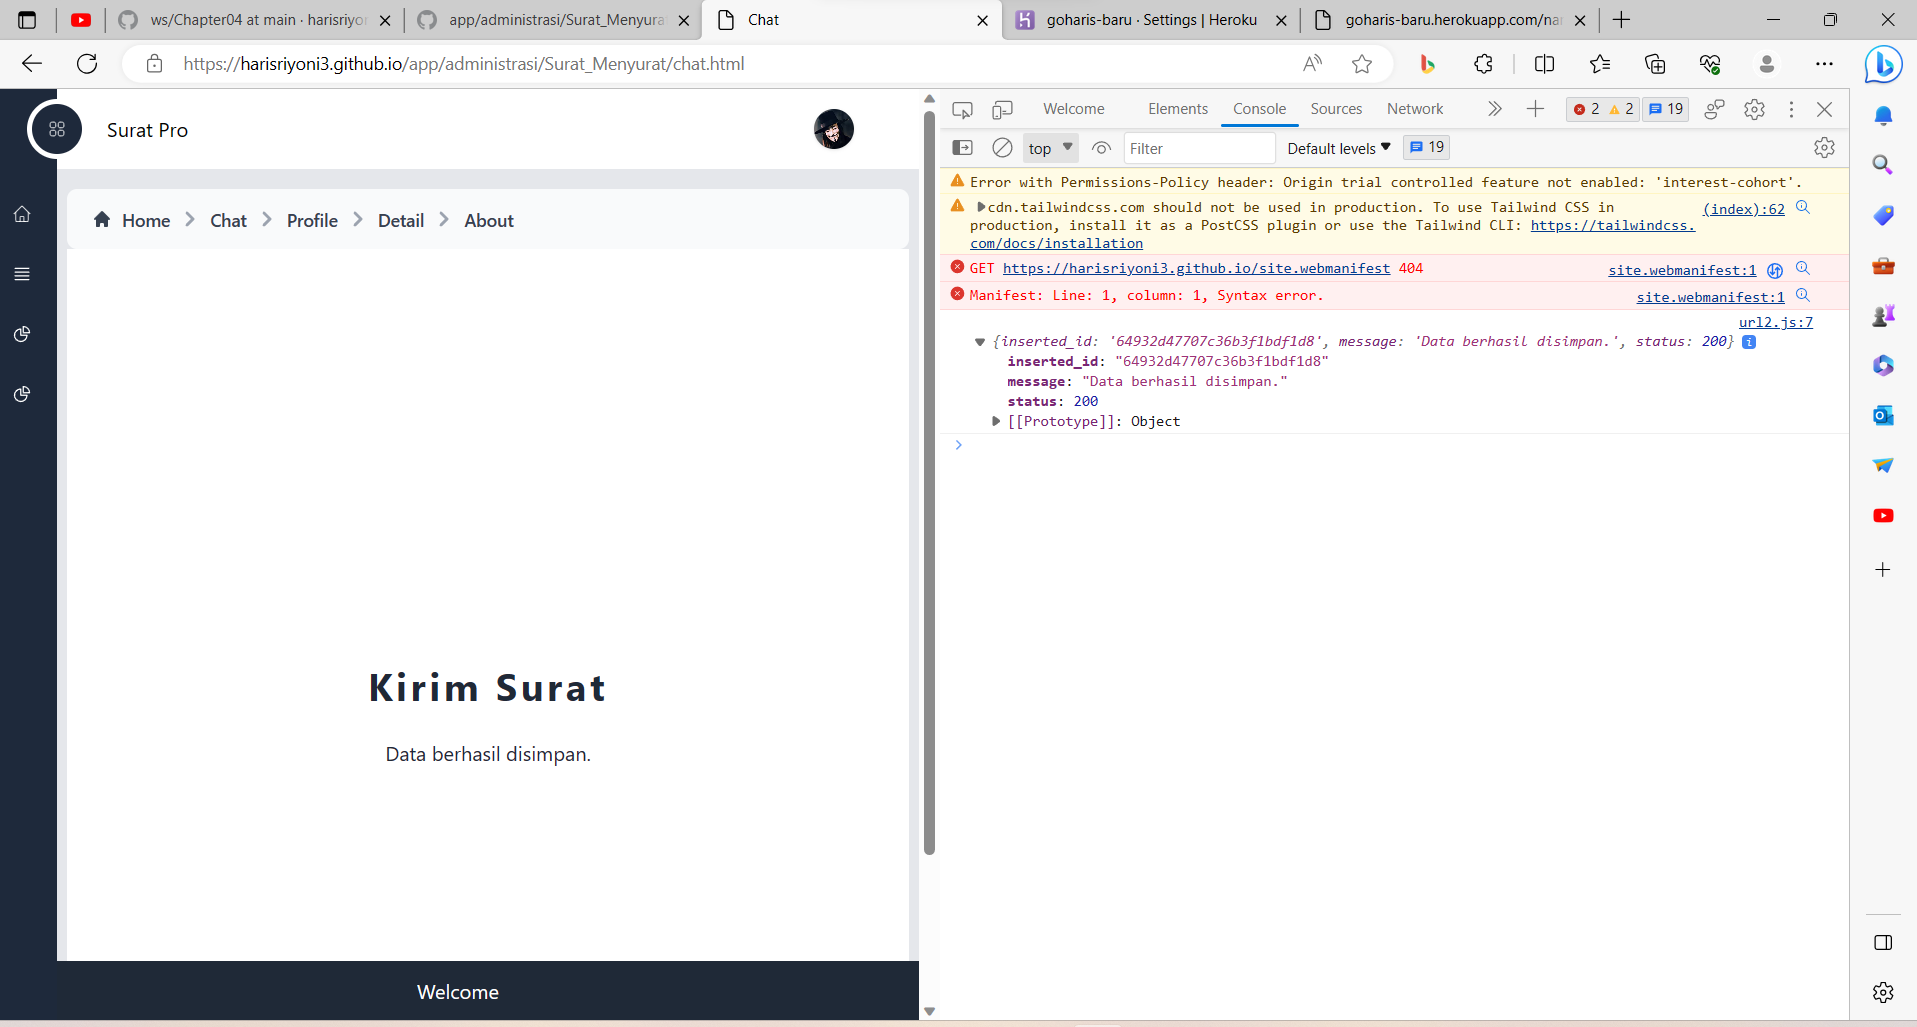 ws/Chapter04 at main · harisriyo
app/administrasi/Surat_Menyurat
Chat
goharis-baru · Settings | Heroku
goharis-baru.herokuapp.com/na
https://harisriyoni3.github.io/app/administrasi/Surat_Menyurat/chat.html
Surat Pro
Home
Chat
Profile
Detail
About
Kirim Surat
Data berhasil disimpan.
Welcome
Welcome
Elements
Console
Sources
Network
2
2
19
top
Filter
Default levels
19
Error with Permissions-Policy header: Origin trial controlled feature not enabled: 'interest-cohort'.
cdn.tailwindcss.com should not be used in production. To use Tailwind CSS in (index):62
production, install it as a PostCSS plugin or use the Tailwind CLI: https://tailwindcss.
com/docs/installation
GET https://harisriyoni3.github.io/site.webmanifest 404 site.webmanifest:1
Manifest: Line: 1, column: 1, Syntax error. site.webmanifest:1
url2.js:7
{inserted_id: '64932d47707c36b3f1bdf1d8', message: 'Data berhasil disimpan.', status: 200}
inserted_id: "64932d47707c36b3f1bdf1d8"
message: "Data berhasil disimpan."
status: 200
[[Prototype]]: Object